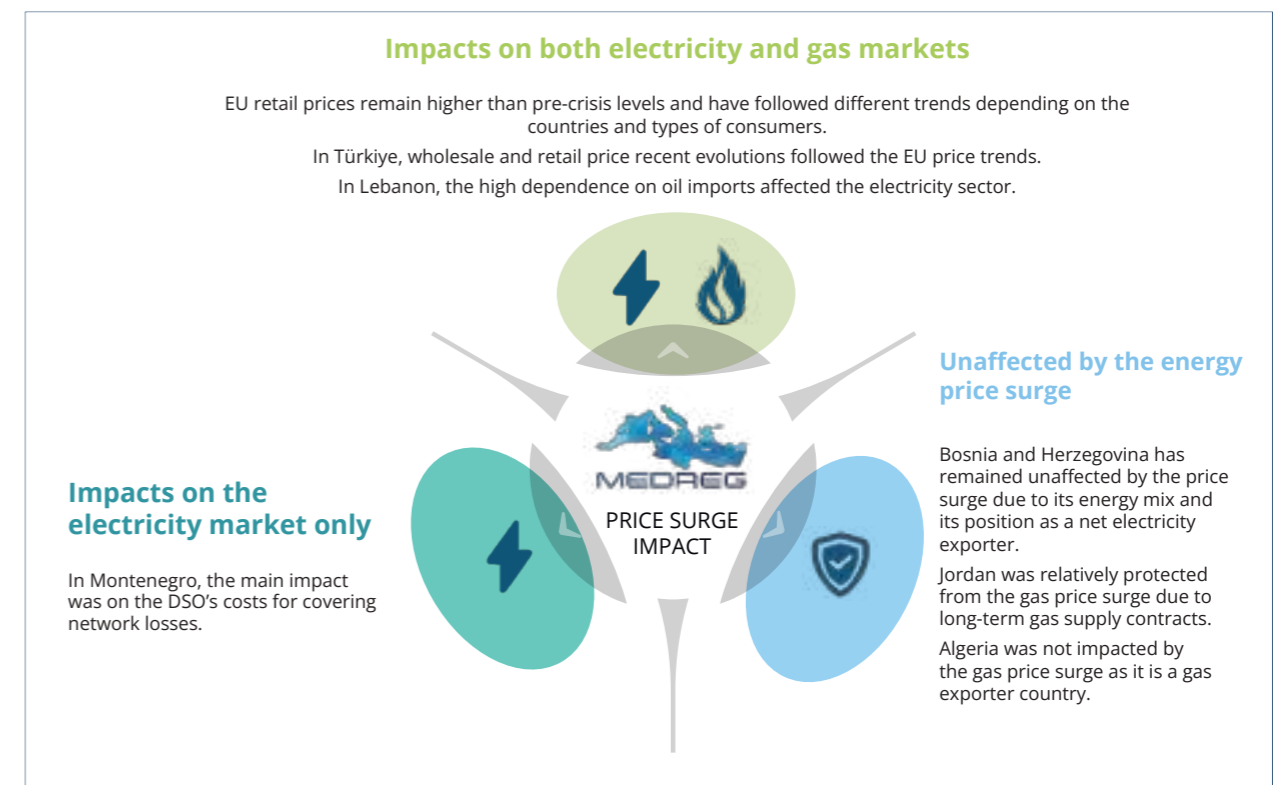 Impacts on both electricity and gas markets
EU retail prices remain higher than pre-crisis levels and have followed different trends depending on the
countries and types of consumers.
In Türkiye, wholesale and retail price recent evolutions followed the EU price trends.
In Lebanon, the high dependence on oil imports affected the electricity sector.
Impacts on the
electricity market only
In Montenegro, the main impact
was on the DSO's costs for covering
network losses.
MEDREG
PRICE SURGE
IMPACT
Unaffected by the energy
price surge
Bosnia and Herzegovina has
remained unaffected by the price
surge due to its energy mix and
its position as a net electricity
exporter.
Jordan was relatively protected
from the gas price surge due to
long-term gas supply contracts.
Algeria was not impacted by
the gas price surge as it is a gas
exporter country.